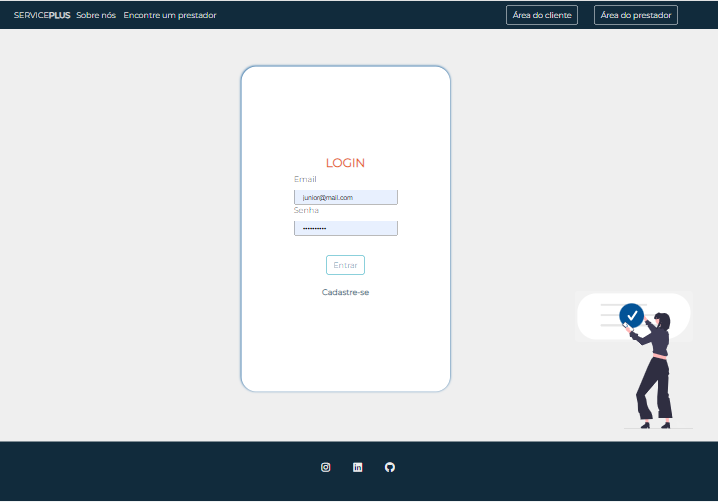 SERVICEPLUS Sobre nós Encontre um prestador Área do cliente Área do prestador
LOGIN
Email
junior@mail.com
Senha
••••••••••
Entrar
Cadastre-se